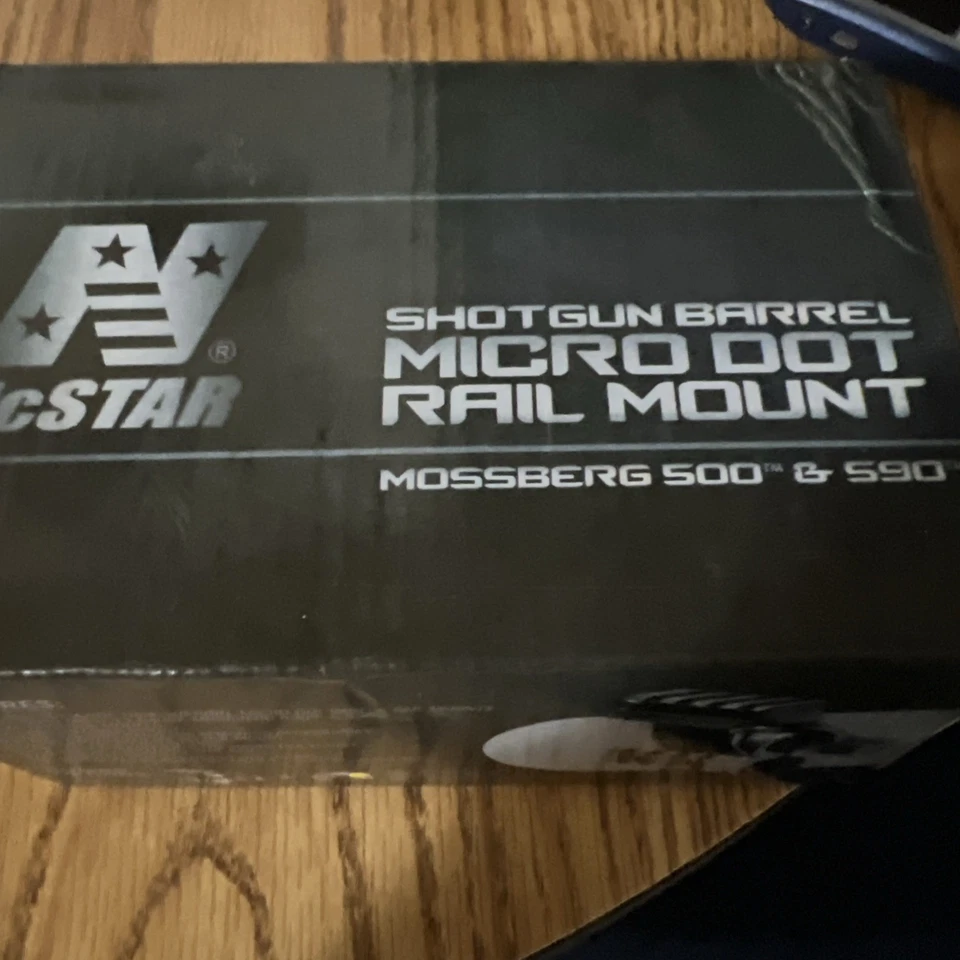 ®
cSTAR
SHOTGUN BARREL
MICRO DOT
RAIL MOUNT
MOSSBERG 500™ & 590™